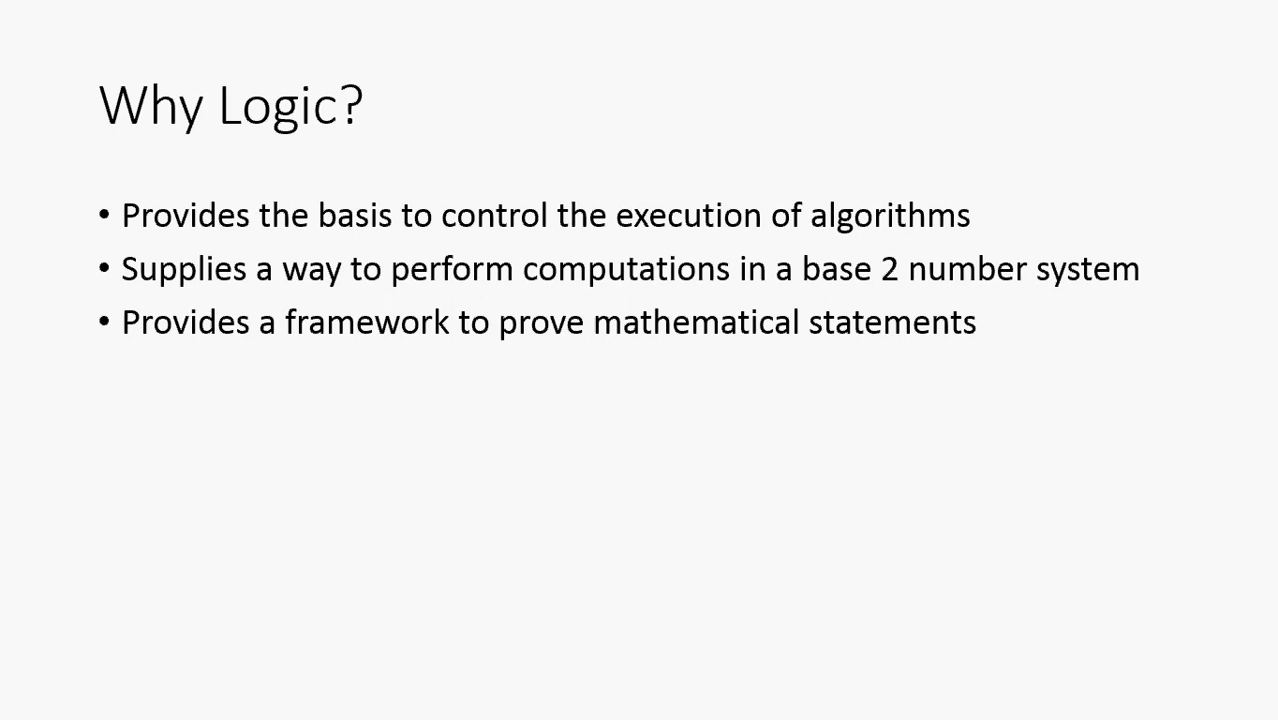 Why Logic?
• Provides the basis to control the execution of algorithms
• Supplies a way to perform computations in a base 2 number system
• Provides a framework to prove mathematical statements